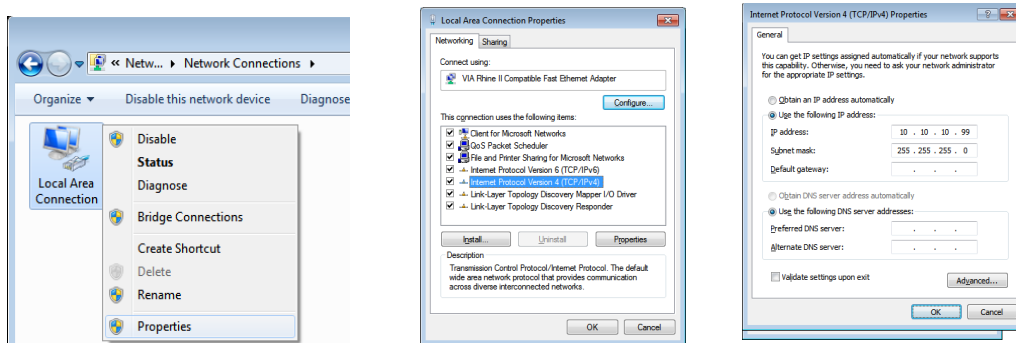 « Netw... ▸ Network Connections ▸
Organize ▾ Disable this network device Diagnose
Local Area
Connection
Disable
Status
Diagnose
Bridge Connections
Create Shortcut
Delete
Rename
Properties
Local Area Connection Properties
Networking Sharing
Connect using:
VIA Rhine II Compatible Fast Ethernet Adapter
Configure...
This connection uses the following items:
Client for Microsoft Networks
QoS Packet Scheduler
File and Printer Sharing for Microsoft Networks
Internet Protocol Version 6 (TCP/IPv6)
Internet Protocol Version 4 (TCP/IPv4)
Link-Layer Topology Discovery Mapper I/O Driver
Link-Layer Topology Discovery Responder
Install... Uninstall Properties
Description
Transmission Control Protocol/Internet Protocol. The default
wide area network protocol that provides communication
across diverse interconnected networks.
OK Cancel
Internet Protocol Version 4 (TCP/IPv4) Properties
General
You can get IP settings assigned automatically if your network supports
this capability. Otherwise, you need to ask your network administrator
for the appropriate IP settings.
Obtain an IP address automatically
Use the following IP address:
IP address: 10 . 10 . 10 . 99
Subnet mask: 255 . 255 . 255 . 0
Default gateway: . . .
Obtain DNS server address automatically
Use the following DNS server addresses:
Preferred DNS server: . . .
Alternate DNS server: . . .
Validate settings upon exit
Advanced...
OK Cancel